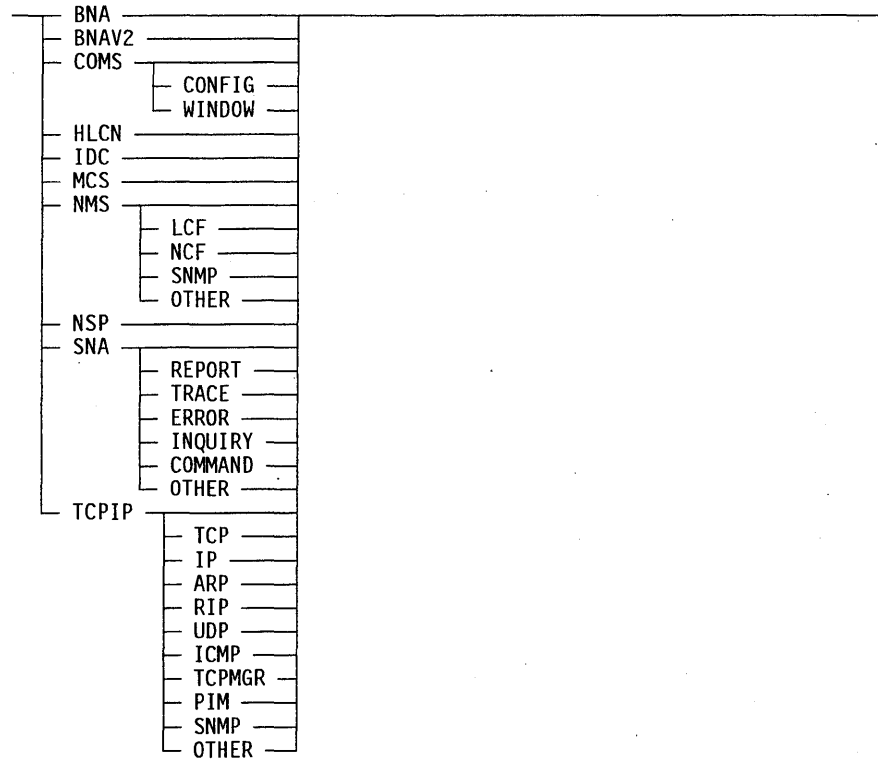 BNA
BNAV2
COMS
CONFIG
WINDOW
HLCN
IDC
MCS
NMS
LCF
NCF
SNMP
OTHER
NSP
SNA
REPORT
TRACE
ERROR
INQUIRY
COMMAND
OTHER
TCPIP
TCP
IP
ARP
RIP
UDP
ICMP
TCPMGR
PIM
SNMP
OTHER